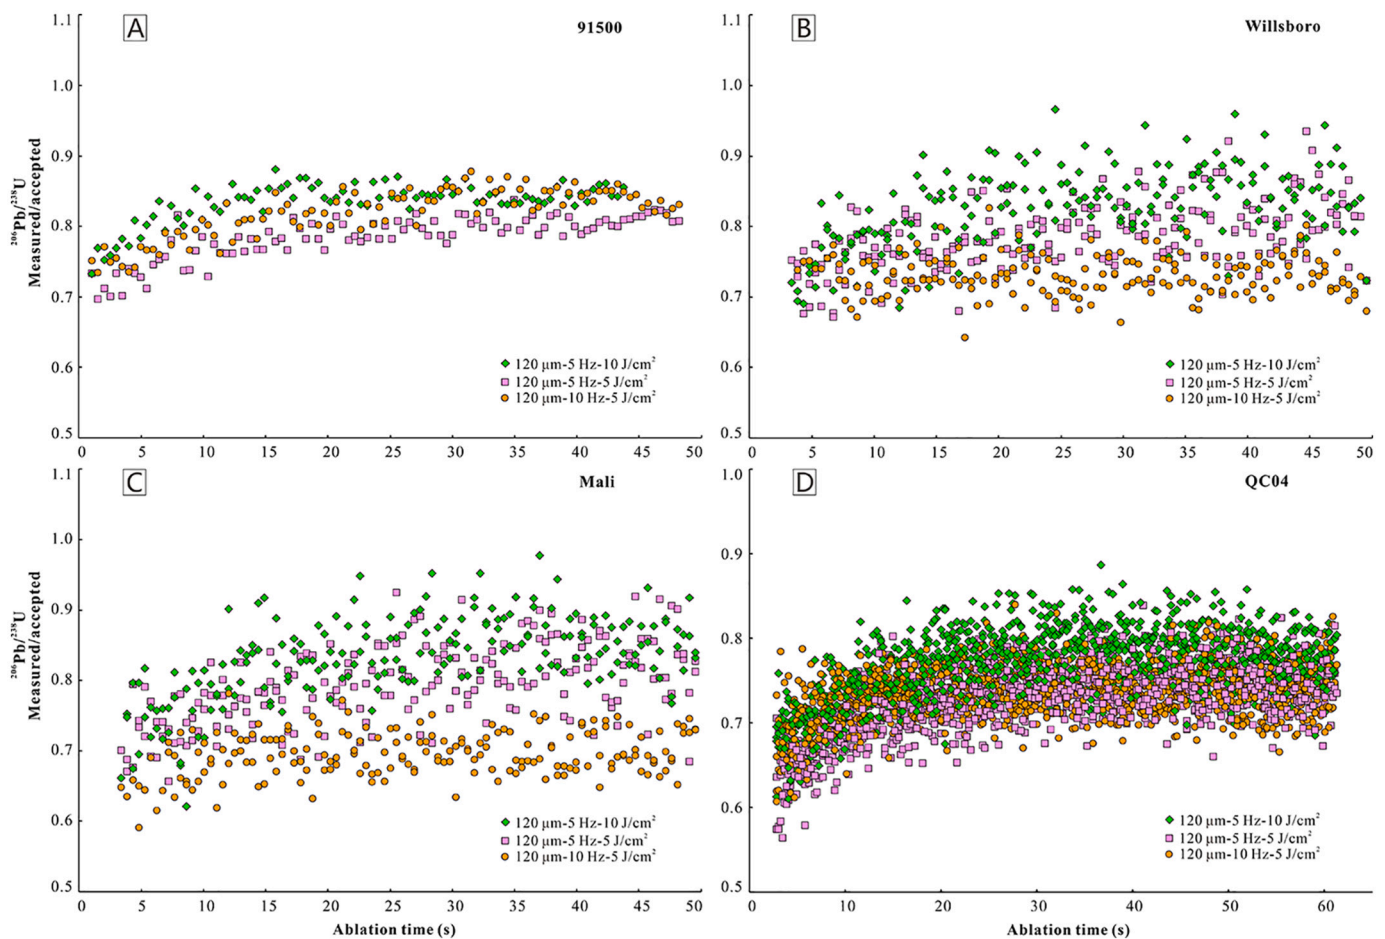 A
91500
1.1
1.0
0.9
0.8
0.7
0.6
0.5
²⁰⁶Pb/²³⁸U
Measured/accepted
120 μm-5 Hz-10 J/cm²
120 μm-5 Hz-5 J/cm²
120 μm-10 Hz-5 J/cm²
0 5 10 15 20 25 30 35 40 45 50
B
Willsboro
1.1
1.0
0.9
0.8
0.7
0.6
0.5
120 μm-5 Hz-10 J/cm²
120 μm-5 Hz-5 J/cm²
120 μm-10 Hz-5 J/cm²
0 5 10 15 20 25 30 35 40 45 50
C
Mali
1.1
1.0
0.9
0.8
0.7
0.6
0.5
²⁰⁶Pb/²³⁸U
Measured/accepted
120 μm-5 Hz-10 J/cm²
120 μm-5 Hz-5 J/cm²
120 μm-10 Hz-5 J/cm²
0 5 10 15 20 25 30 35 40 45 50
Ablation time (s)
D
QC04
1.0
0.9
0.8
0.7
0.6
0.5
120 μm-5 Hz-10 J/cm²
120 μm-5 Hz-5 J/cm²
120 μm-10 Hz-5 J/cm²
0 10 20 30 40 50 60
Ablation time (s)